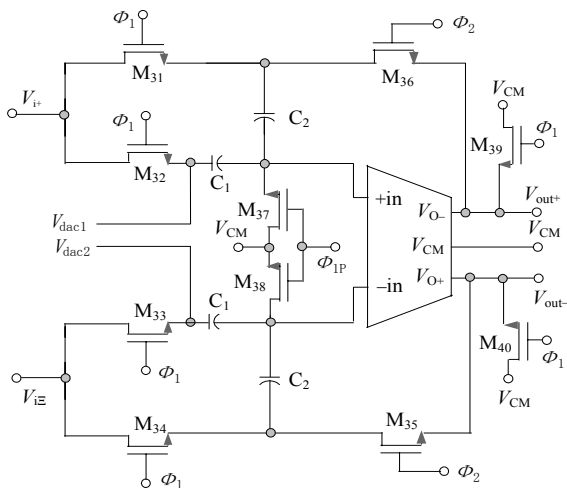 Φ1
Φ2
M31
M36
Vi+
Φ1
C2
VCM
Φ1
M39
M32
C1
+in
VO−
Vout+
Vdac1
M37
VCM
VCM
VCM
Vdac2
Φ1P
M38
−in
VO+
M33
C1
Vout−
Φ1
C2
M40
Φ1
ViΞ
M34
M35
VCM
Φ1
Φ2